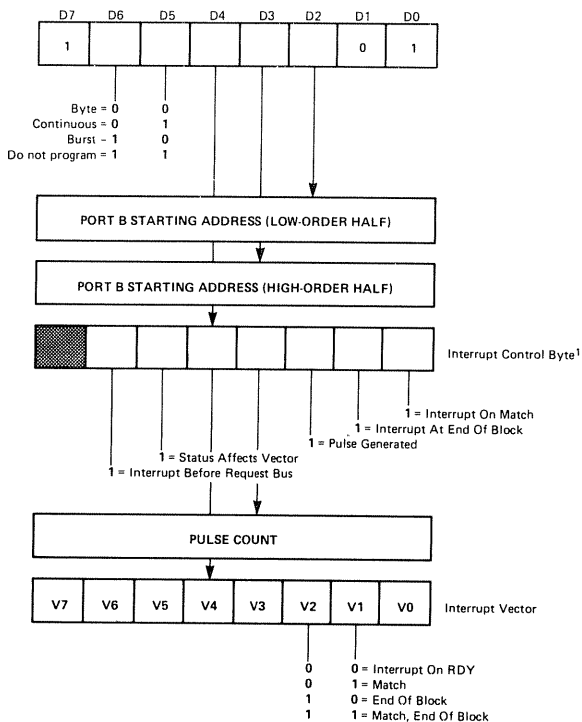 D7 D6 D5 D4 D3 D2 D1 D0
1 0 1
Byte = 0 0
Continuous = 0 1
Burst - 1 0
Do not program = 1 1
PORT B STARTING ADDRESS (LOW-ORDER HALF)
PORT B STARTING ADDRESS (HIGH-ORDER HALF)
Interrupt Control Byte1
1 = Interrupt On Match
1 = Interrupt At End Of Block
1 = Pulse Generated
1 = Status Affects Vector
1 = Interrupt Before Request Bus
PULSE COUNT
V7 V6 V5 V4 V3 V2 V1 V0
Interrupt Vector
0 0 = Interrupt On RDY
0 1 = Match
1 0 = End Of Block
1 1 = Match, End Of Block